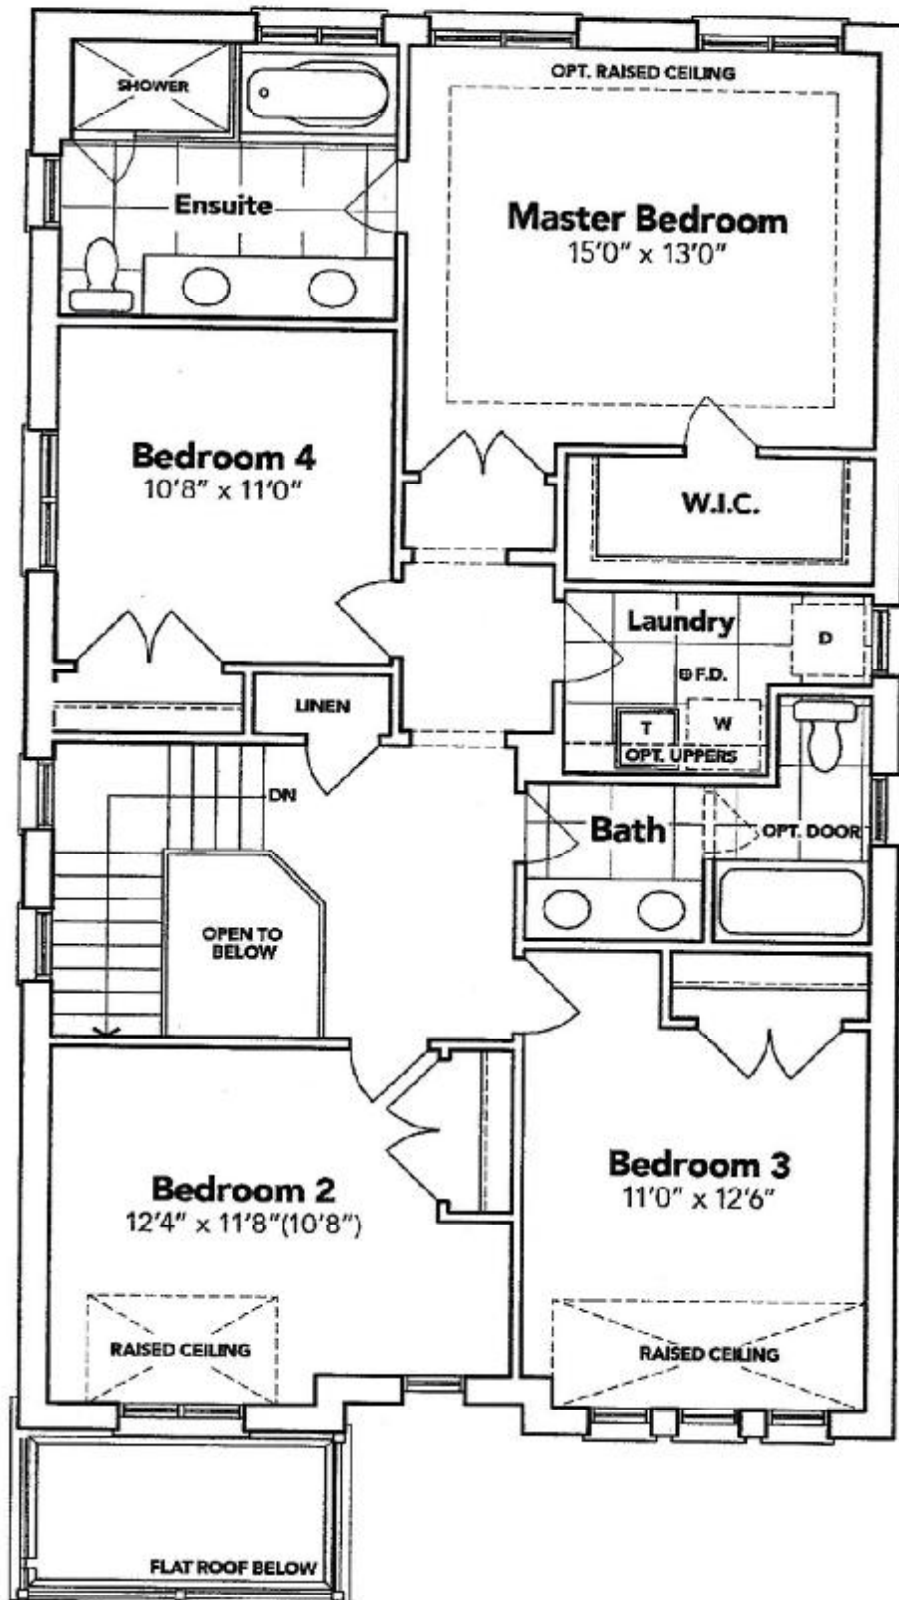 OPT. RAISED CEILING
SHOWER
Ensuite
Master Bedroom
15'0" x 13'0"
Bedroom 4
10'8" x 11'0"
W.I.C.
Laundry
D
F.D.
LINEN
T
W
OPT. UPPERS
DN
Bath
OPT. DOOR
OPEN TO
BELOW
Bedroom 3
11'0" x 12'6"
Bedroom 2
12'4" x 11'8"(10'8")
RAISED CEILING
RAISED CEILING
FLAT ROOF BELOW